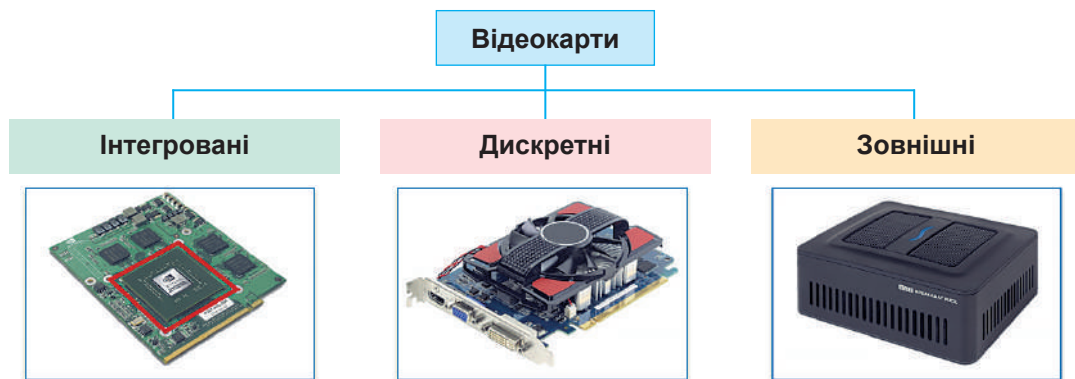 Відеокарти
Інтегровані
Дискретні
Зовнішні